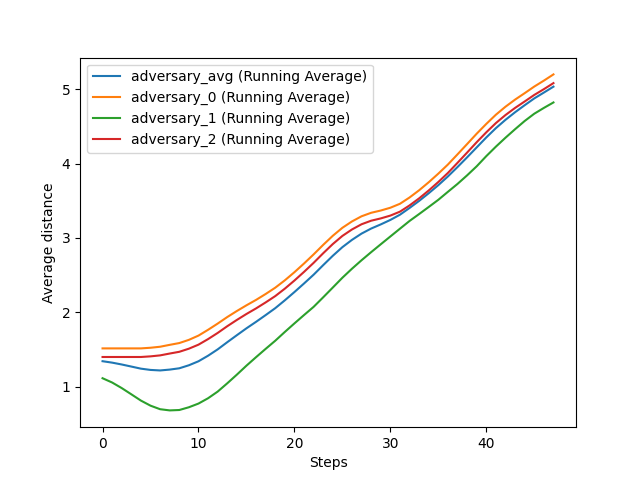 adversary_avg (Running Average)
adversary_0 (Running Average)
adversary_1 (Running Average)
adversary_2 (Running Average)
5
4
3
2
1
Average distance
0
10
20
30
40
Steps